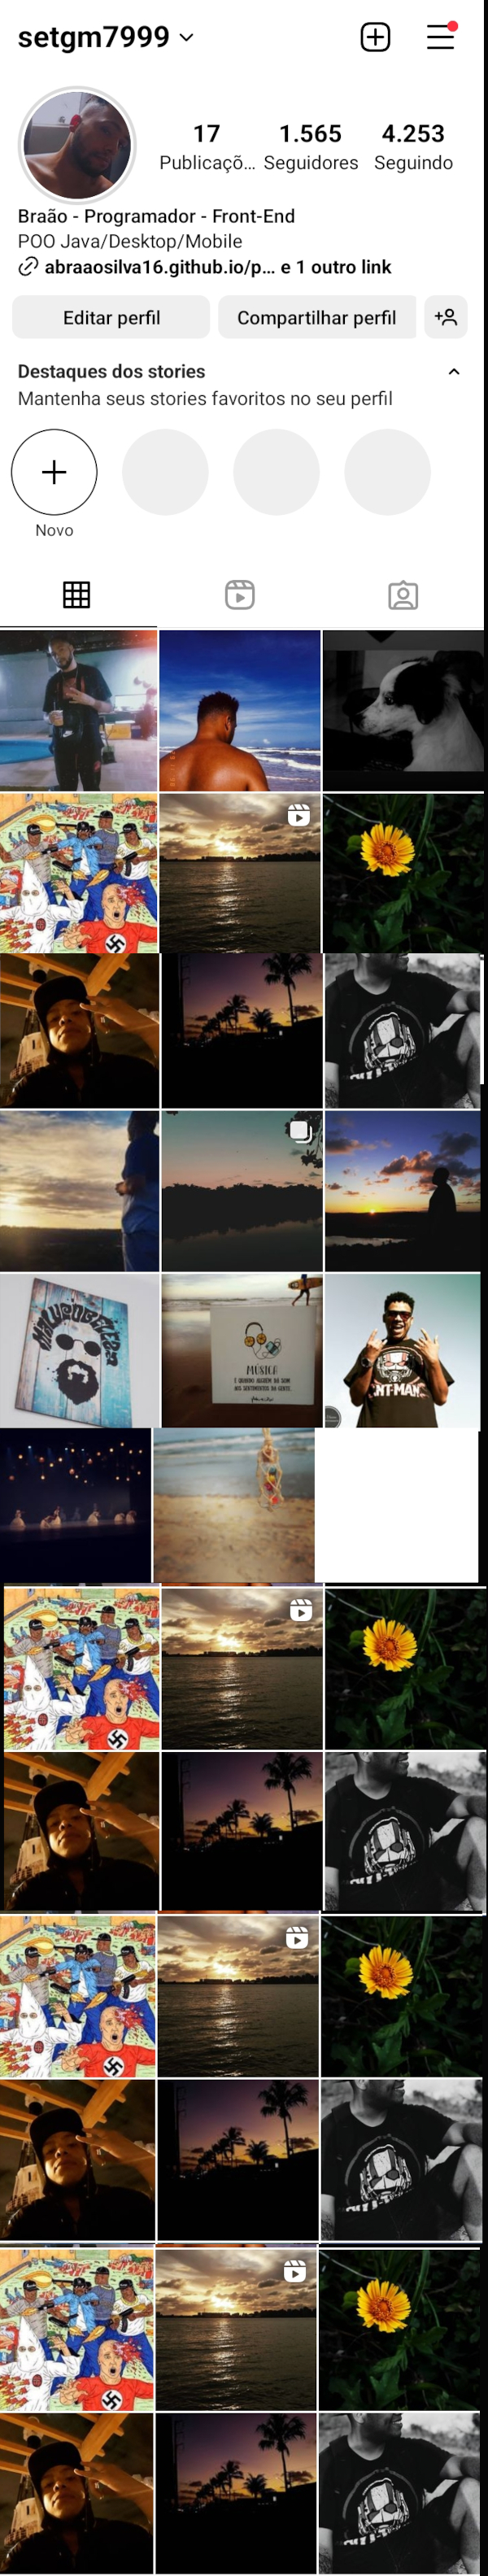 setgm7999
17 1.565 4.253
Publicaçõ... Seguidores Seguindo
Braão - Programador - Front-End
POO Java/Desktop/Mobile
abraaosilva16.github.io/p... e 1 outro link
Editar perfil Compartilhar perfil
Destaques dos stories
Mantenha seus stories favoritos no seu perfil
Novo
MÚSICA
É QUANDO ALGUÉM DÁ SOM
AOS SENTIMENTOS DA GENTE.
NT-MAN